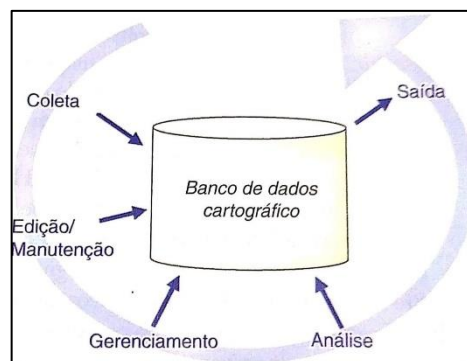 Coleta
Saída
Banco de dados
cartográfico
Edição/
Manutenção
Gerenciamento
Análise